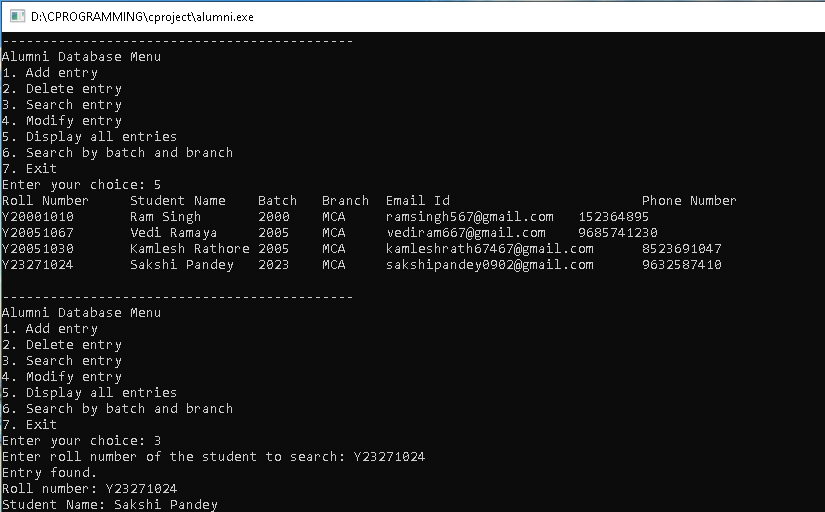 D:\CPROGRAMMING\cproject\alumni.exe
--------------------------------------------
Alumni Database Menu
1. Add entry
2. Delete entry
3. Search entry
4. Modify entry
5. Display all entries
6. Search by batch and branch
7. Exit
Enter your choice: 5
Roll Number     Student Name    Batch   Branch  Email Id                        Phone Number
Y20001010       Ram Singh       2000    MCA     ramsingh567@gmail.com   152364895
Y20051067       Vedi Ramaya     2005    MCA     vediram667@gmail.com    9685741230
Y20051030       Kamlesh Rathore 2005    MCA     kamleshrath67467@gmail.com      8523691047
Y23271024       Sakshi Pandey   2023    MCA     sakshipandey0902@gmail.com      9632587410
--------------------------------------------
Alumni Database Menu
1. Add entry
2. Delete entry
3. Search entry
4. Modify entry
5. Display all entries
6. Search by batch and branch
7. Exit
Enter your choice: 3
Enter roll number of the student to search: Y23271024
Entry found.
Roll number: Y23271024
Student Name: Sakshi Pandey